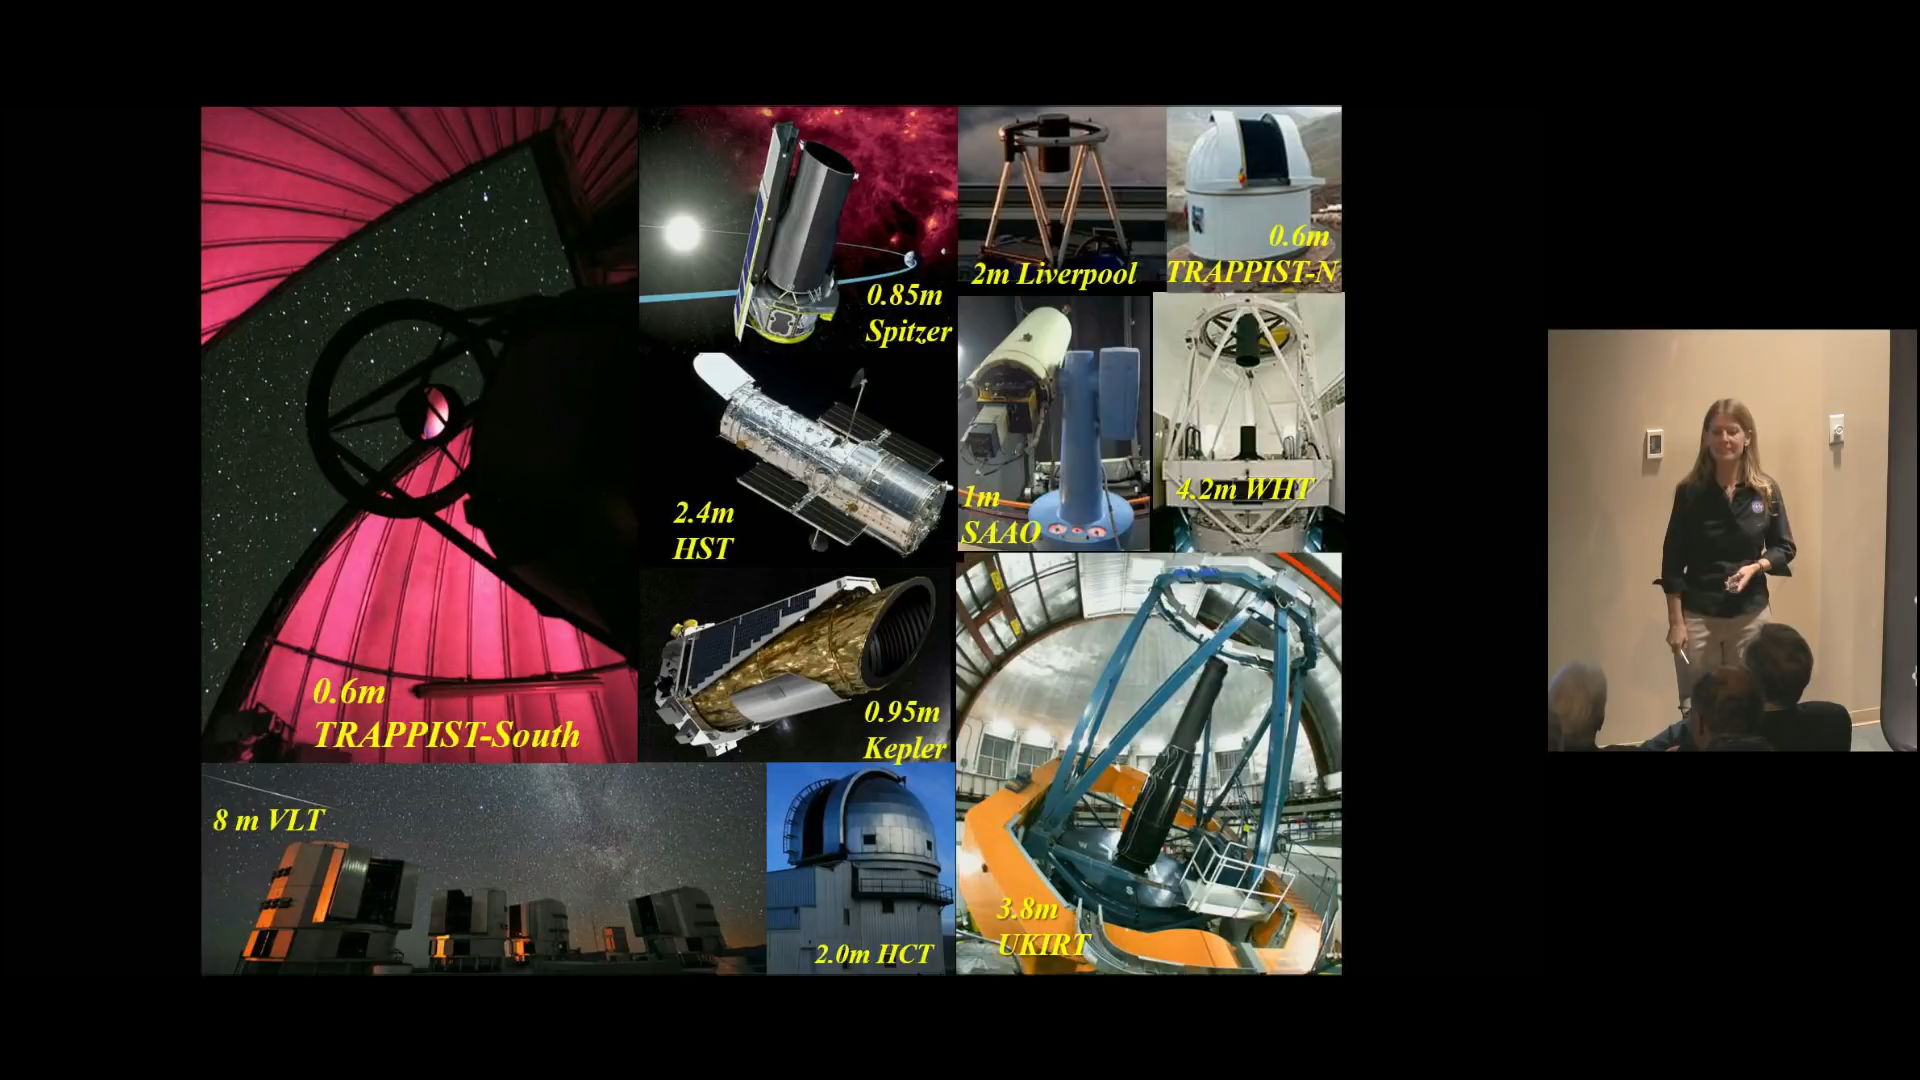 0.6m
TRAPPIST-South
0.85m
Spitzer
2.4m
HST
0.95m
Kepler
2m Liverpool
0.6m
TRAPPIST-N
1m
SAAO
4.2m WHT
3.8m
UKIRT
8 m VLT
2.0m HCT